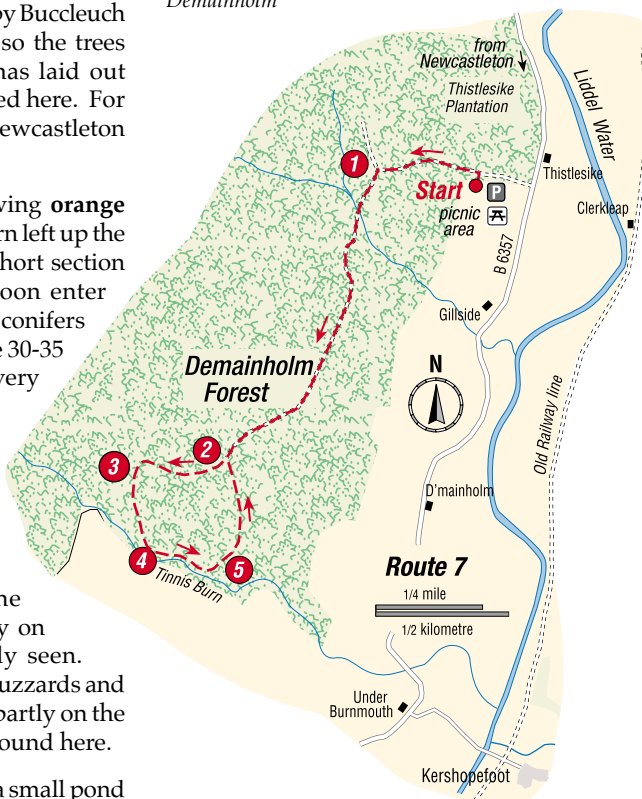 by Buccleuch
so the trees
has laid out
ed here. For
ewcastleton
ving orange
rn left up the
hort section
oon enter
conifers
e 30-35
very
ne
y on
ly seen.
uzzards and
partly on the
ound here.
a small pond
Demainholm
from
Newcastleton
Thistlesike
Plantation
Liddel Water
Thistlesike
Clerkleap
1
Start
P
picnic
area
B 6357
Gillside
Demainholm
Forest
N
Old Railway line
2
3
D'mainholm
4
5
Tinnis Burn
Route 7
1/4 mile
1/2 kilometre
Under
Burnmouth
Kershopefoot